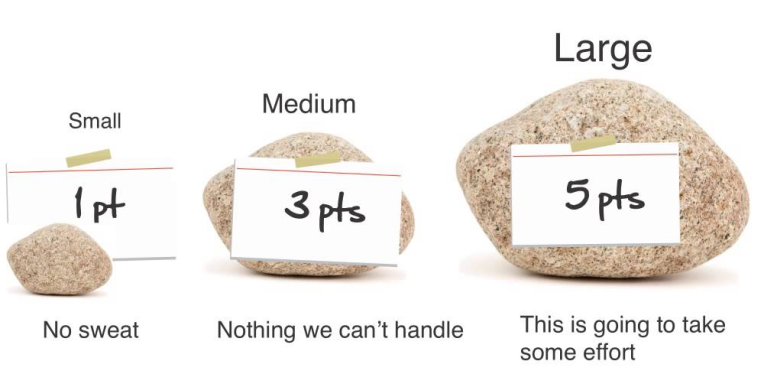 Small
Medium
Large
1 pt
3 pts
5 pts
No sweat
Nothing we can't handle
This is going to take
some effort